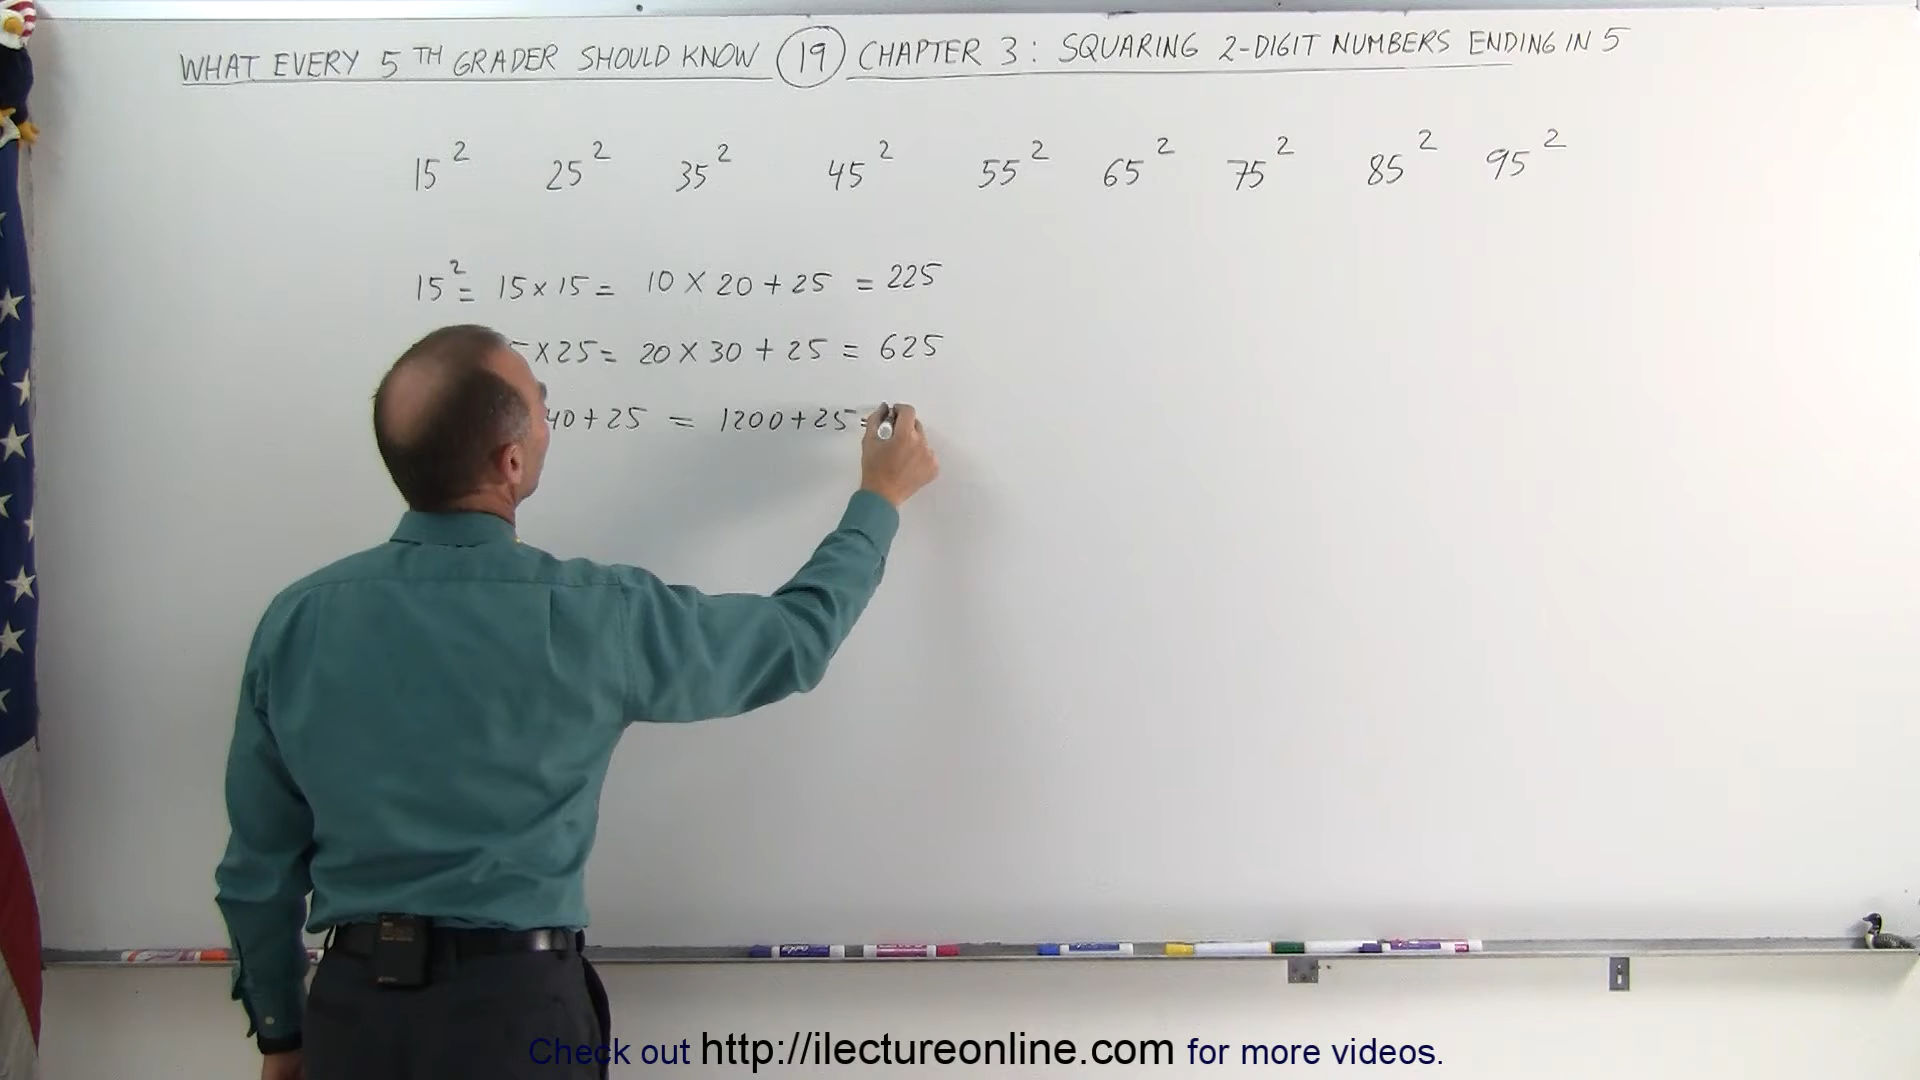 WHAT EVERY 5TH GRADER SHOULD KNOW 19 CHAPTER 3: SQUARING 2-DIGIT NUMBERS ENDING IN 5
15² 25² 35² 45² 55² 65² 75² 85² 95²
15² = 15 × 15 = 10 × 20 + 25 = 225
× 25 = 20 × 30 + 25 = 625
40 + 25 = 1200 + 25 =
Check out http://ilectureonline.com for more videos.